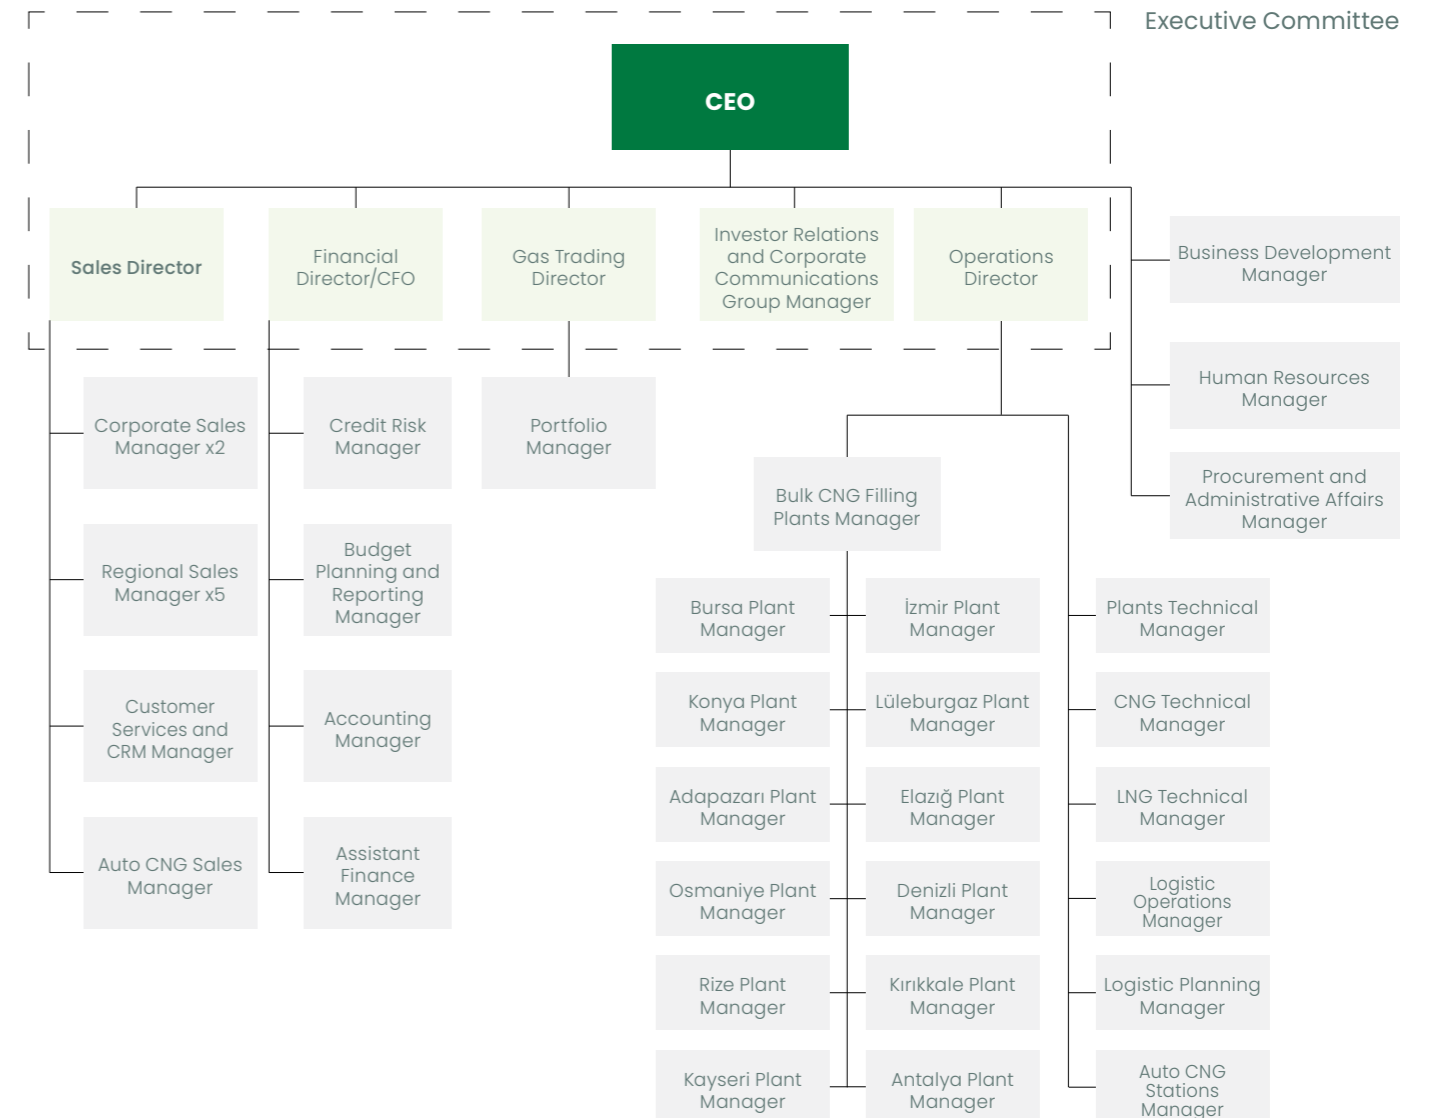 Executive Committee
CEO
Sales Director
Financial
Director/CFO
Gas Trading
Director
Investor Relations
and Corporate
Communications
Group Manager
Operations
Director
Business Development
Manager
Human Resources
Manager
Procurement and
Administrative Affairs
Manager
Corporate Sales
Manager x2
Regional Sales
Manager x5
Customer
Services and
CRM Manager
Auto CNG Sales
Manager
Credit Risk
Manager
Budget
Planning and
Reporting
Manager
Accounting
Manager
Assistant
Finance
Manager
Portfolio
Manager
Bulk CNG Filling
Plants Manager
Bursa Plant
Manager
İzmir Plant
Manager
Konya Plant
Manager
Lüleburgaz Plant
Manager
Adapazarı Plant
Manager
Elazığ Plant
Manager
Osmaniye Plant
Manager
Denizli Plant
Manager
Rize Plant
Manager
Kırıkkale Plant
Manager
Kayseri Plant
Manager
Antalya Plant
Manager
Plants Technical
Manager
CNG Technical
Manager
LNG Technical
Manager
Logistic
Operations
Manager
Logistic Planning
Manager
Auto CNG
Stations
Manager